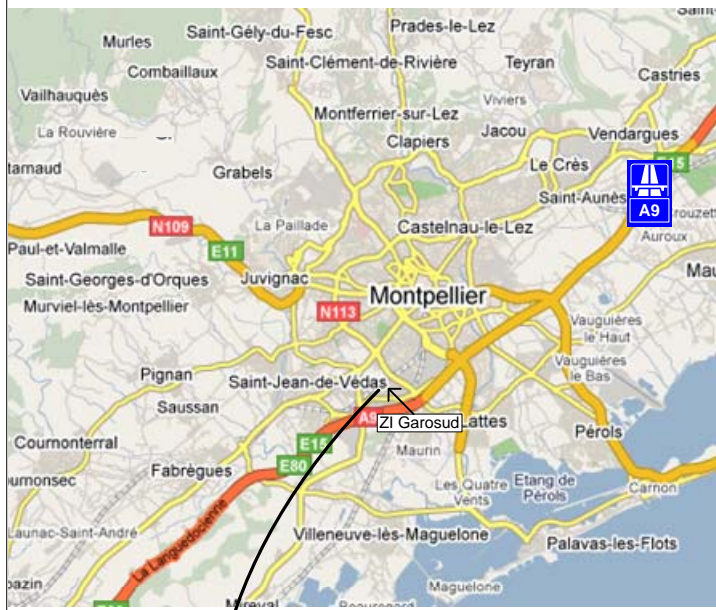 Saint-Gély-du-Fesc
Prades-le-Lez
Murles
Saint-Clément-de-Rivière
Teyran
Combaillaux
Castries
Vailhauquès
Viviers
Montferrier-sur-Lez
La Rouvière
Clapiers
Jacou
Vendargues
Grabels
Le Crès
Saint-Aunès
A9
La Paillade
Castelnau-le-Lez
N109
Auroux
Paul-et-Valmalle
E11
Saint-Georges-d'Orques
Juvignac
Montpellier
Murviel-lès-Montpellier
N113
Vauguières
le Haut
Vauguières
le Bas
Pignan
Saint-Jean-de-Védas
Saussan
A9
ZI Garosud
Lattes
Pérols
Cournonterral
E15
Maurin
Fabrègues
E80
Les Quatre
Vents
Etang de
Pérols
Carnon
La Languedocienne
Launac-Saint-André
Villeneuve-lès-Maguelone
Palavas-les-Flots
Maguelone
Mireval